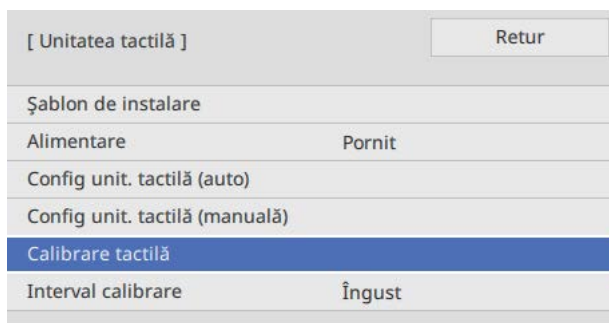 [ Unitatea tactilă ]
Retur
Şablon de instalare
Alimentare Pornit
Config unit. tactilă (auto)
Config unit. tactilă (manuală)
Calibrare tactilă
Interval calibrare Îngust